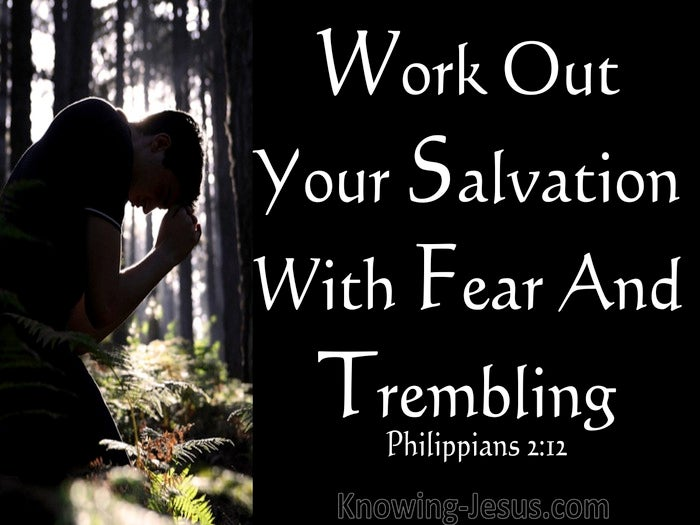 Work Out
Your Salvation
With Fear And
Trembling
Philippians 2:12
Knowing-Jesus.com